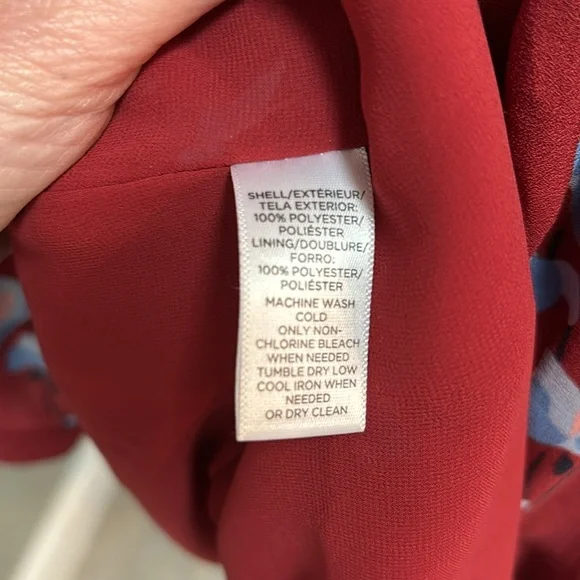 SHELL/EXTÉRIEUR/
TELA EXTERIOR:
100% POLYESTER/
POLIÉSTER
LINING/DOUBLURE/
FORRO:
100% POLYESTER/
POLIÉSTER
MACHINE WASH
COLD
ONLY NON-
CHLORINE BLEACH
WHEN NEEDED
TUMBLE DRY LOW
COOL IRON WHEN
NEEDED
OR DRY CLEAN